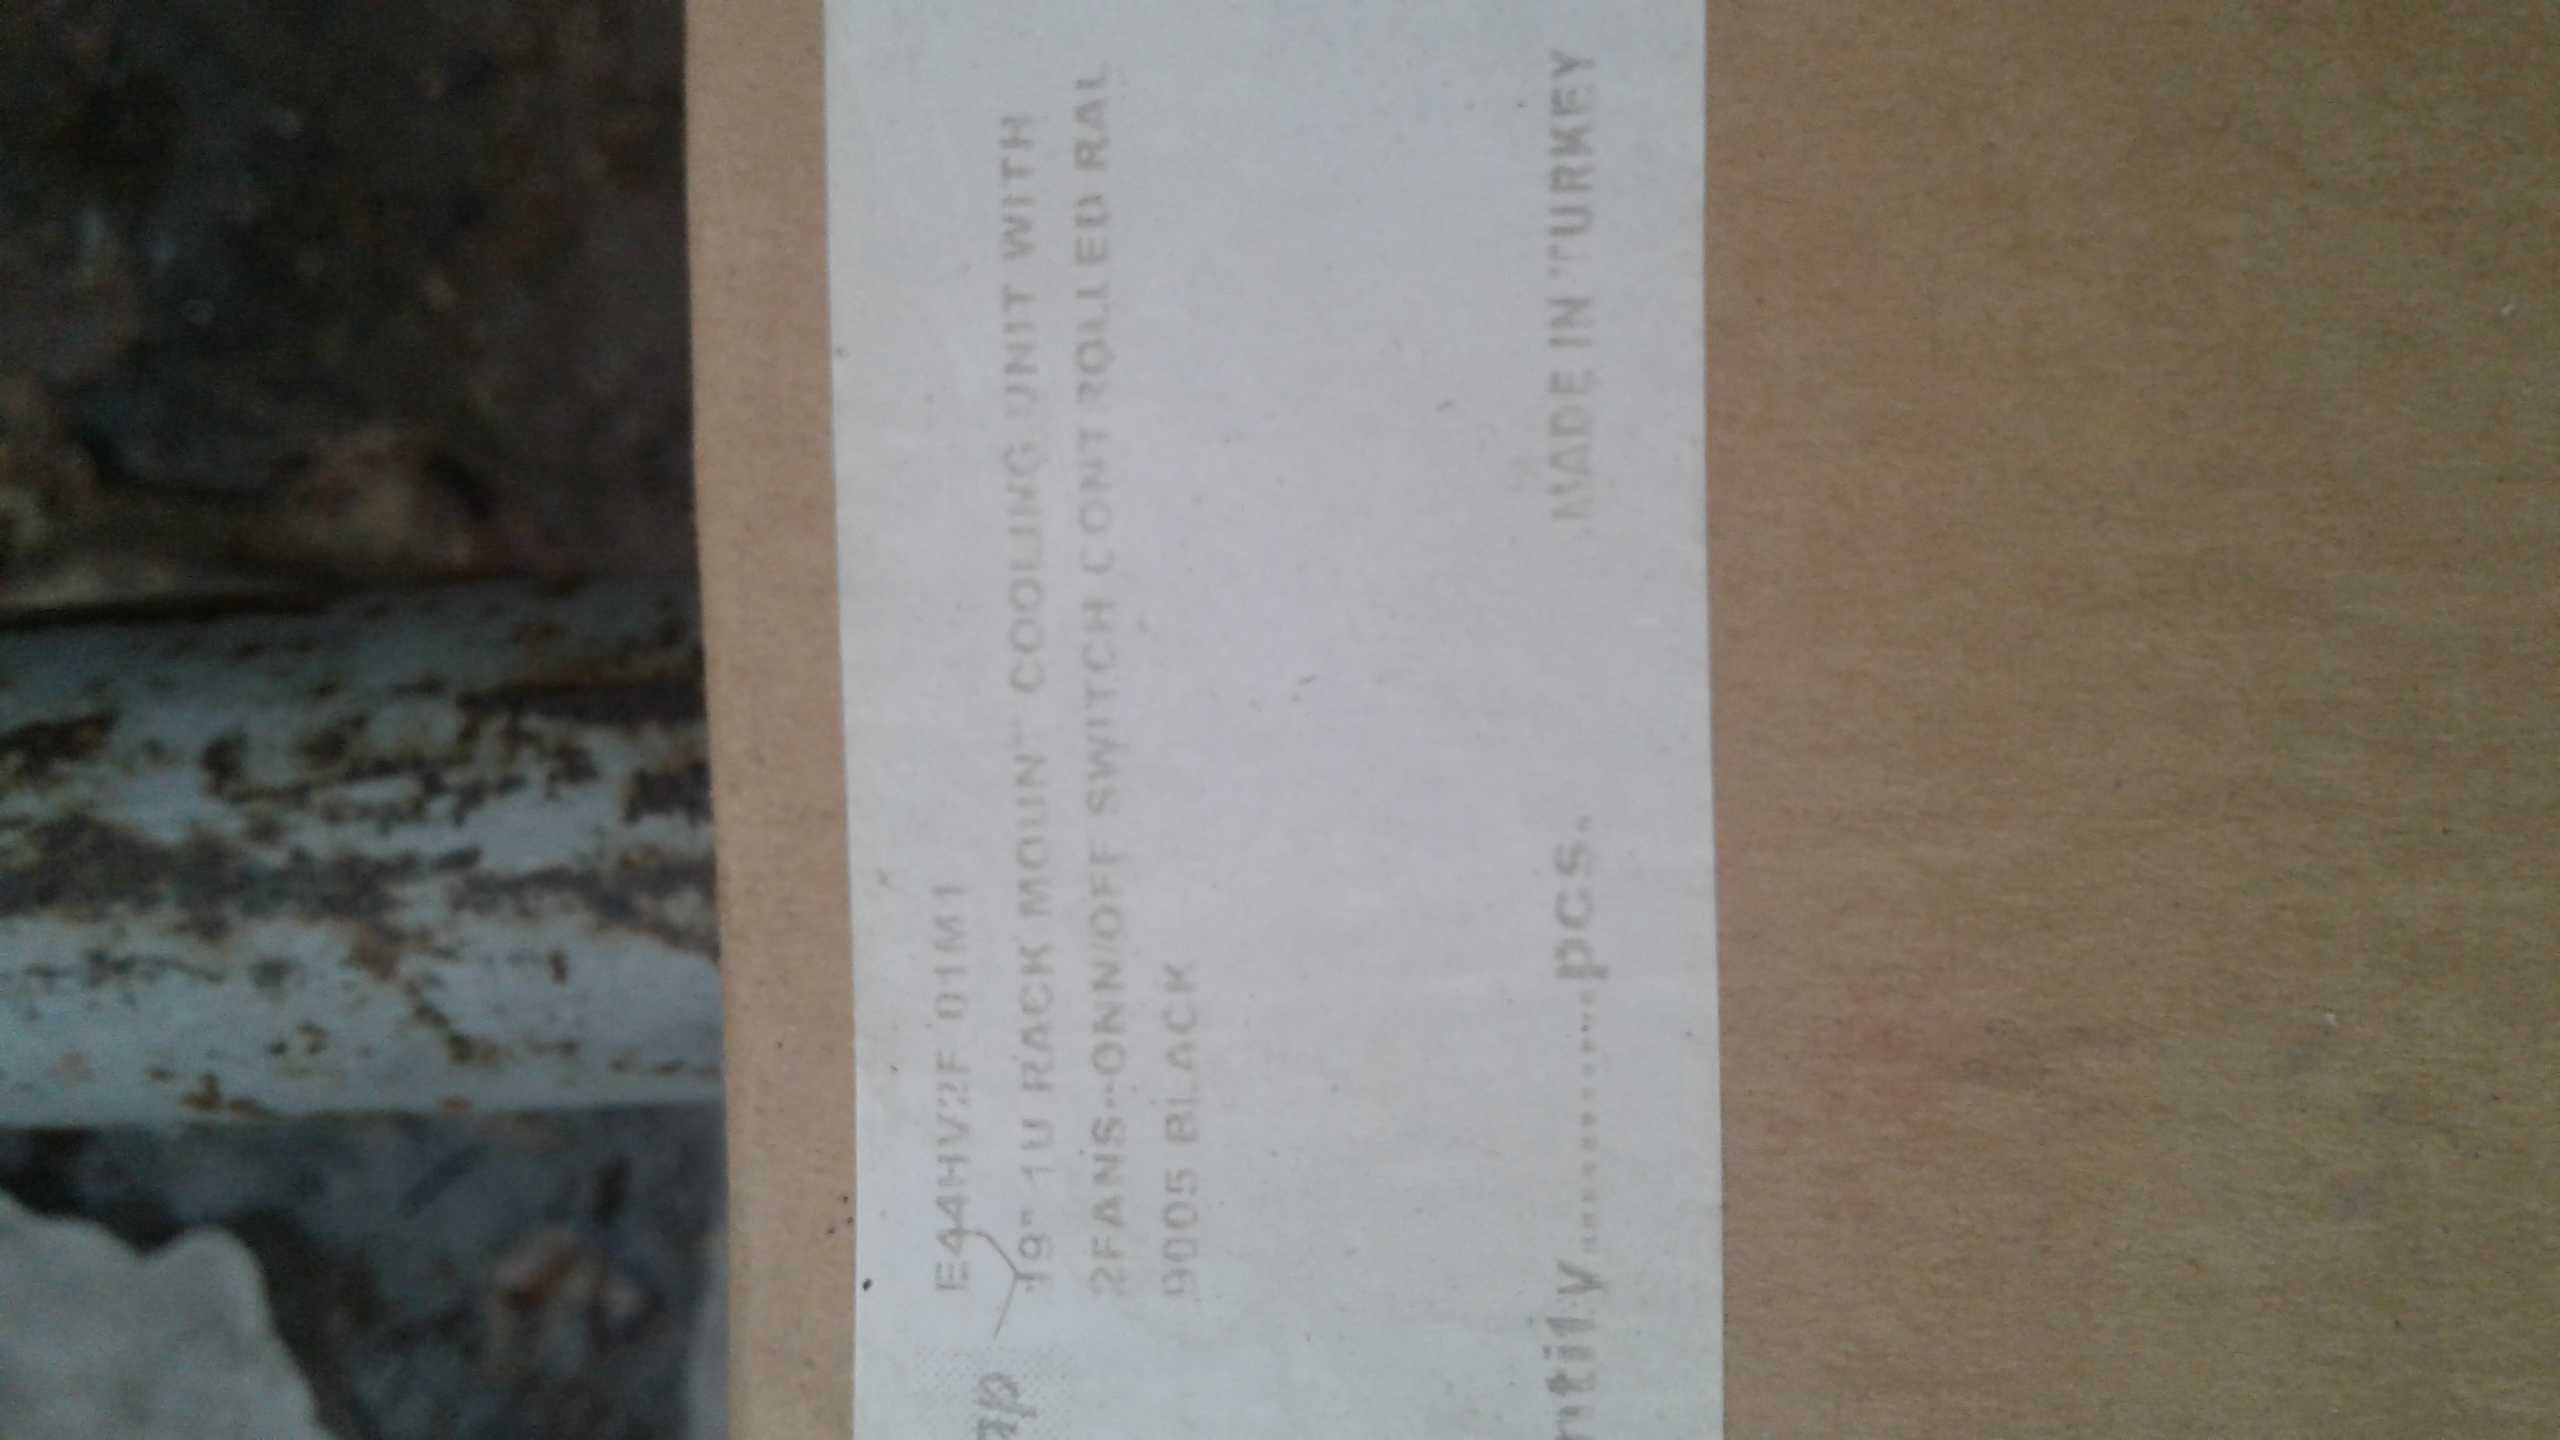 E44HV2F 01M1
19" 1U RACK MOUNT COOLING UNIT WITH
2FANS--ONN/OFF SWITCH CONTROLLED RAL
9005 BLACK
pcs. MADE IN TURKEY